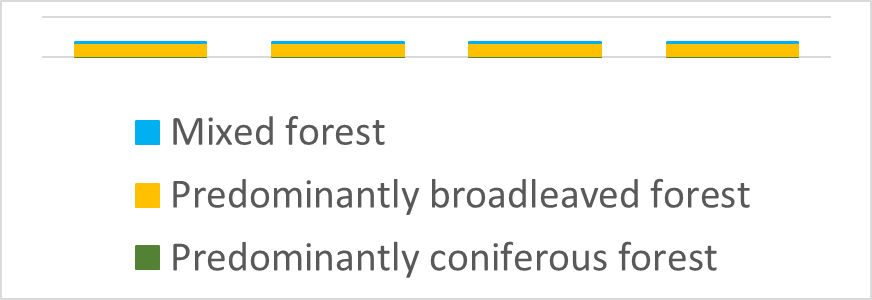 Mixed forest
Predominantly broadleaved forest
Predominantly coniferous forest